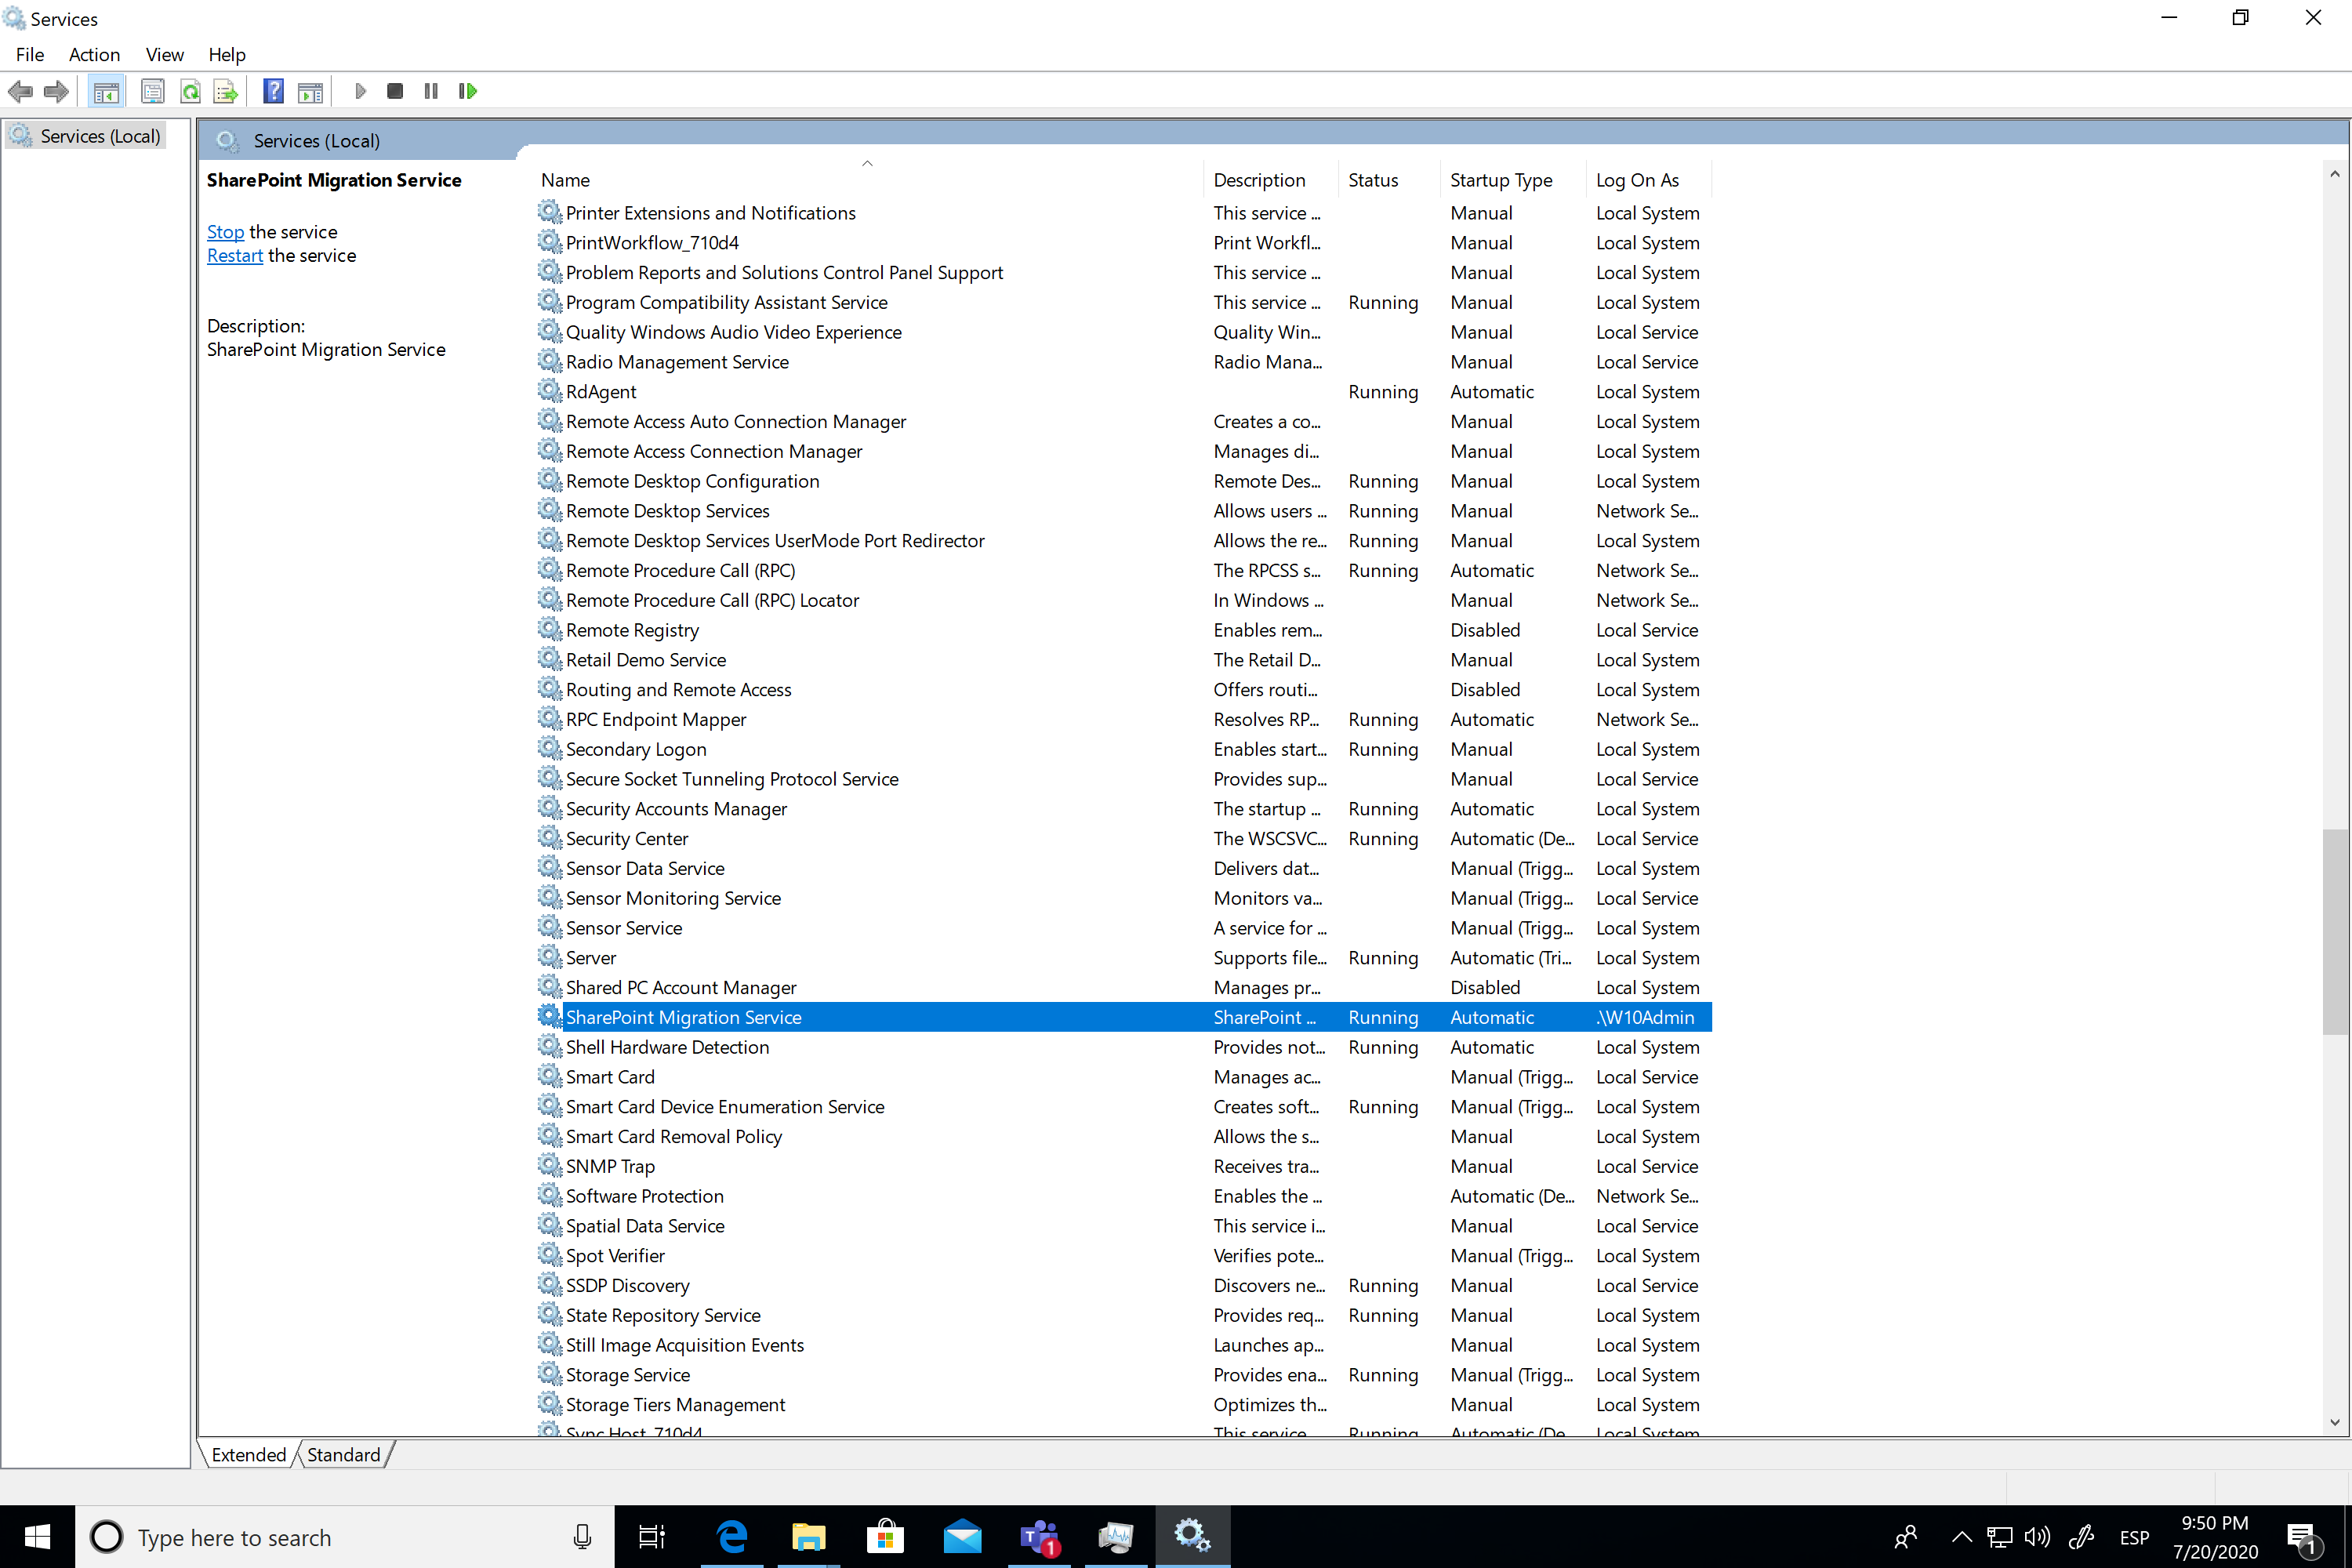 Services
File Action View Help
Services (Local)
Services (Local)
SharePoint Migration Service
Stop the service
Restart the service
Description:
SharePoint Migration Service
Name Description Status Startup Type Log On As
Printer Extensions and Notifications This service ... Manual Local System
PrintWorkflow_710d4 Print Workfl... Manual Local System
Problem Reports and Solutions Control Panel Support This service ... Manual Local System
Program Compatibility Assistant Service This service ... Running Manual Local System
Quality Windows Audio Video Experience Quality Win... Manual Local Service
Radio Management Service Radio Mana... Manual Local Service
RdAgent Running Automatic Local System
Remote Access Auto Connection Manager Creates a co... Manual Local System
Remote Access Connection Manager Manages di... Manual Local System
Remote Desktop Configuration Remote Des... Running Manual Local System
Remote Desktop Services Allows users ... Running Manual Network Se...
Remote Desktop Services UserMode Port Redirector Allows the re... Running Manual Local System
Remote Procedure Call (RPC) The RPCSS s... Running Automatic Network Se...
Remote Procedure Call (RPC) Locator In Windows ... Manual Network Se...
Remote Registry Enables rem... Disabled Local Service
Retail Demo Service The Retail D... Manual Local System
Routing and Remote Access Offers routi... Disabled Local System
RPC Endpoint Mapper Resolves RP... Running Automatic Network Se...
Secondary Logon Enables start... Running Manual Local System
Secure Socket Tunneling Protocol Service Provides sup... Manual Local Service
Security Accounts Manager The startup ... Running Automatic Local System
Security Center The WSCSVC... Running Automatic (De... Local Service
Sensor Data Service Delivers dat... Manual (Trigg... Local System
Sensor Monitoring Service Monitors va... Manual (Trigg... Local Service
Sensor Service A service for ... Manual (Trigg... Local System
Server Supports file... Running Automatic (Tri... Local System
Shared PC Account Manager Manages pr... Disabled Local System
SharePoint Migration Service SharePoint ... Running Automatic .\W10Admin
Shell Hardware Detection Provides not... Running Automatic Local System
Smart Card Manages ac... Manual (Trigg... Local Service
Smart Card Device Enumeration Service Creates soft... Running Manual (Trigg... Local System
Smart Card Removal Policy Allows the s... Manual Local System
SNMP Trap Receives tra... Manual Local Service
Software Protection Enables the ... Automatic (De... Network Se...
Spatial Data Service This service i... Manual Local Service
Spot Verifier Verifies pote... Manual (Trigg... Local System
SSDP Discovery Discovers ne... Running Manual Local Service
State Repository Service Provides req... Running Manual Local System
Still Image Acquisition Events Launches ap... Manual Local System
Storage Service Provides ena... Running Manual (Trigg... Local System
Storage Tiers Management Optimizes th... Manual Local System
Sync Host_710d4 This service Running Automatic (De Local System
Extended Standard
Type here to search
T 1
ESP
9:50 PM
7/20/2020
1